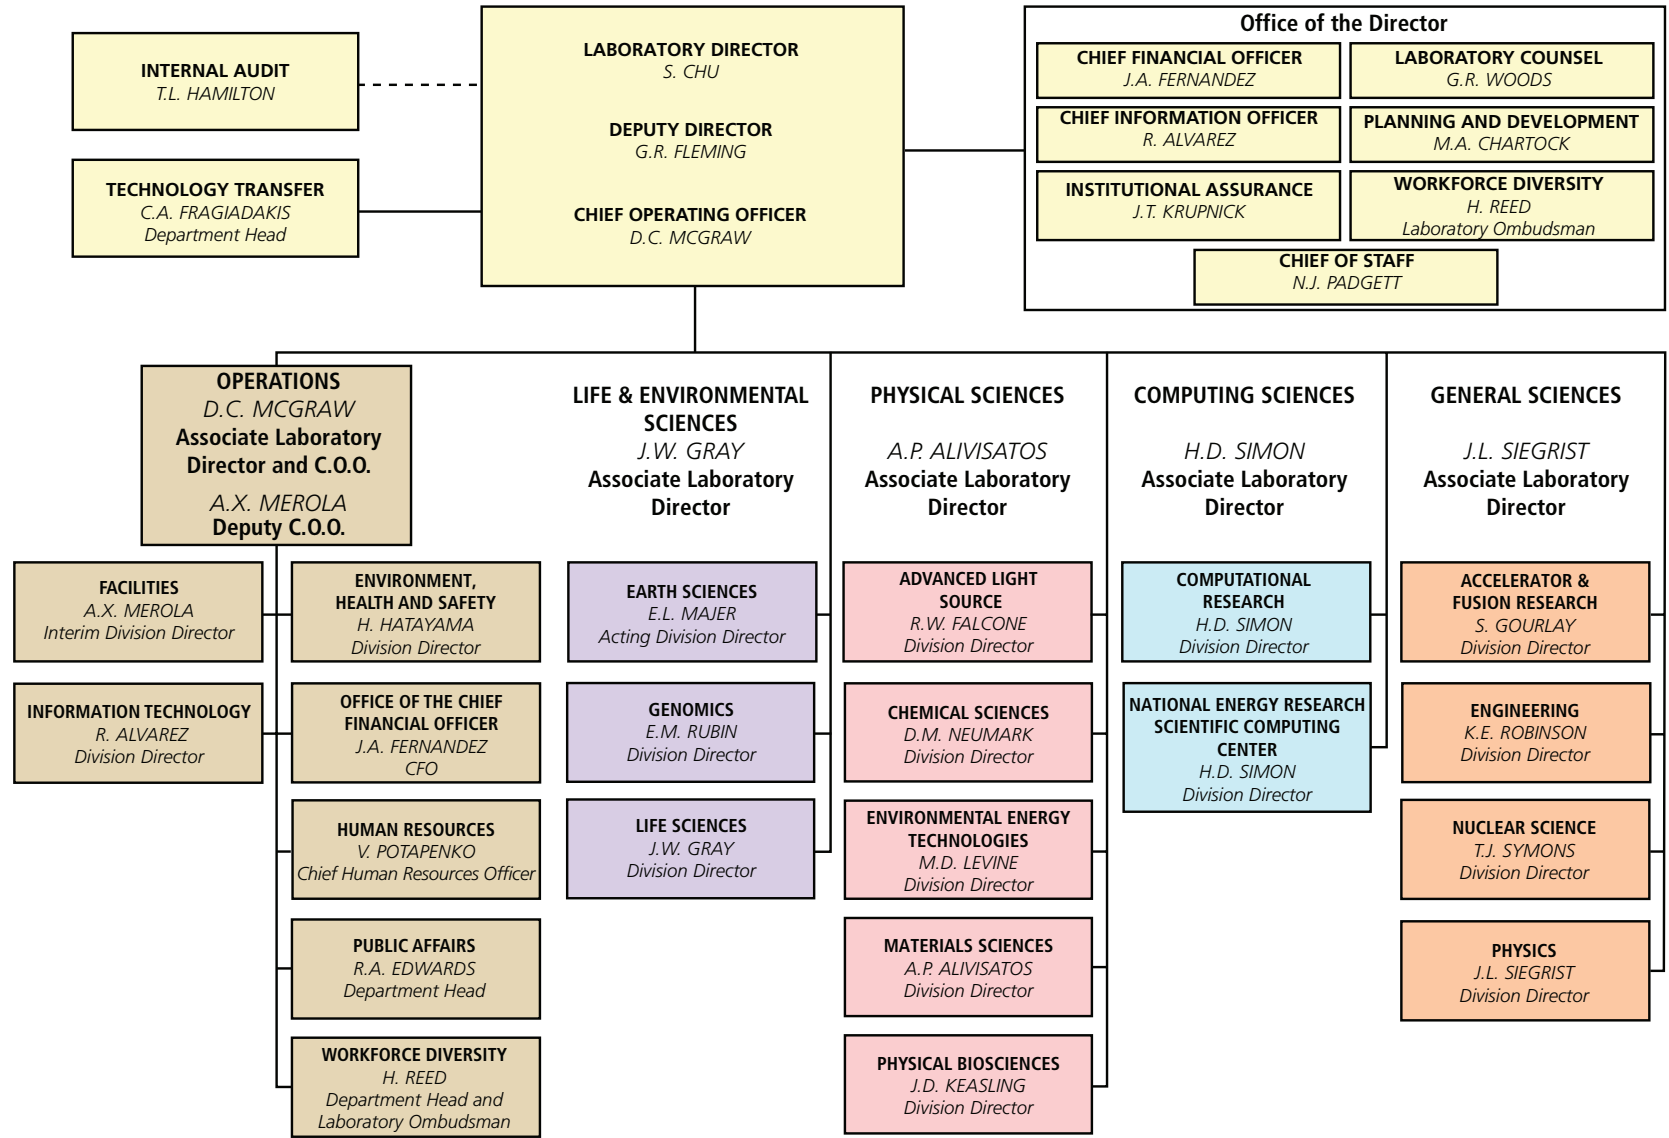 INTERNAL AUDIT
T.L. HAMILTON
TECHNOLOGY TRANSFER
C.A. FRAGIADAKIS
Department Head
LABORATORY DIRECTOR
S. CHU
DEPUTY DIRECTOR
G.R. FLEMING
CHIEF OPERATING OFFICER
D.C. MCGRAW
Office of the Director
CHIEF FINANCIAL OFFICER
J.A. FERNANDEZ
LABORATORY COUNSEL
G.R. WOODS
CHIEF INFORMATION OFFICER
R. ALVAREZ
PLANNING AND DEVELOPMENT
M.A. CHARTOCK
INSTITUTIONAL ASSURANCE
J.T. KRUPNICK
WORKFORCE DIVERSITY
H. REED
Laboratory Ombudsman
CHIEF OF STAFF
N.J. PADGETT
OPERATIONS
D.C. MCGRAW
Associate Laboratory
Director and C.O.O.
A.X. MEROLA
Deputy C.O.O.
FACILITIES
A.X. MEROLA
Interim Division Director
INFORMATION TECHNOLOGY
R. ALVAREZ
Division Director
ENVIRONMENT,
HEALTH AND SAFETY
H. HATAYAMA
Division Director
OFFICE OF THE CHIEF
FINANCIAL OFFICER
J.A. FERNANDEZ
CFO
HUMAN RESOURCES
V. POTAPENKO
Chief Human Resources Officer
PUBLIC AFFAIRS
R.A. EDWARDS
Department Head
WORKFORCE DIVERSITY
H. REED
Department Head and
Laboratory Ombudsman
LIFE & ENVIRONMENTAL
SCIENCES
J.W. GRAY
Associate Laboratory
Director
EARTH SCIENCES
E.L. MAJER
Acting Division Director
GENOMICS
E.M. RUBIN
Division Director
LIFE SCIENCES
J.W. GRAY
Division Director
PHYSICAL SCIENCES
A.P. ALIVISATOS
Associate Laboratory
Director
ADVANCED LIGHT
SOURCE
R.W. FALCONE
Division Director
CHEMICAL SCIENCES
D.M. NEUMARK
Division Director
ENVIRONMENTAL ENERGY
TECHNOLOGIES
M.D. LEVINE
Division Director
MATERIALS SCIENCES
A.P. ALIVISATOS
Division Director
PHYSICAL BIOSCIENCES
J.D. KEASLING
Division Director
COMPUTING SCIENCES
H.D. SIMON
Associate Laboratory
Director
COMPUTATIONAL
RESEARCH
H.D. SIMON
Division Director
NATIONAL ENERGY RESEARCH
SCIENTIFIC COMPUTING
CENTER
H.D. SIMON
Division Director
GENERAL SCIENCES
J.L. SIEGRIST
Associate Laboratory
Director
ACCELERATOR &
FUSION RESEARCH
S. GOURLAY
Division Director
ENGINEERING
K.E. ROBINSON
Division Director
NUCLEAR SCIENCE
T.J. SYMONS
Division Director
PHYSICS
J.L. SIEGRIST
Division Director